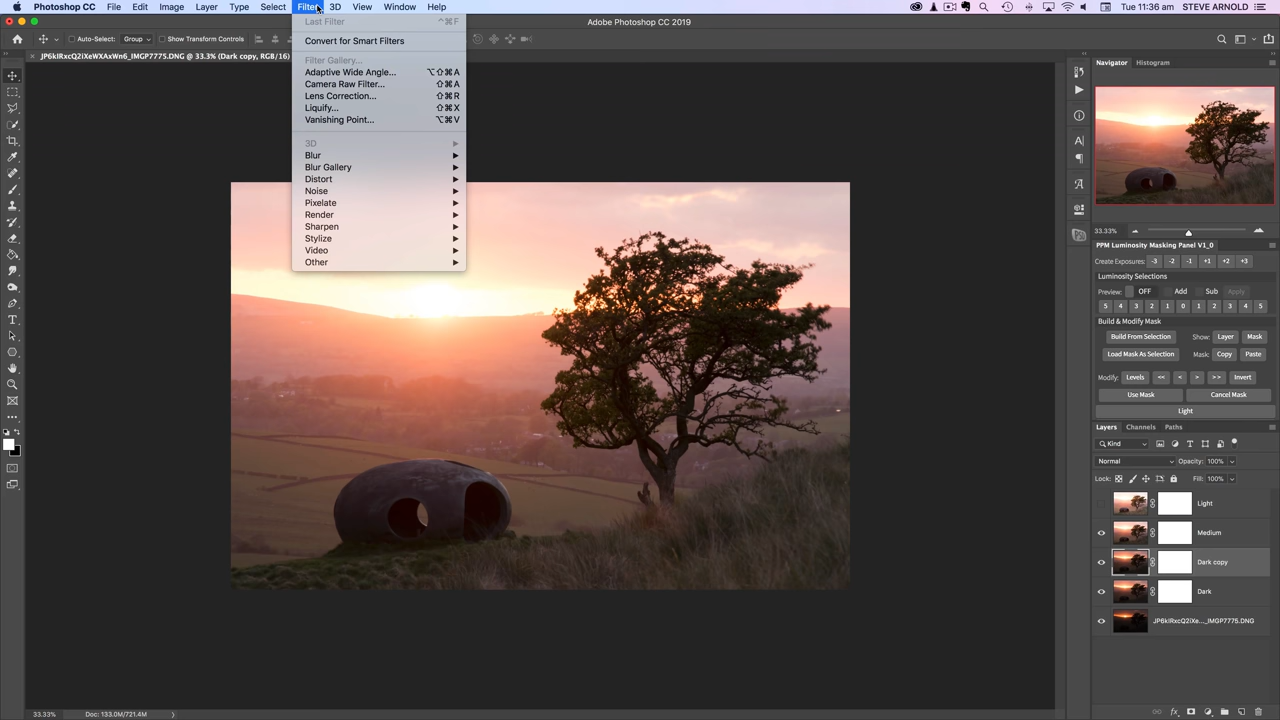 Photoshop CC File Edit Image Layer Type Select Filter 3D View Window Help Tue 11:36 am STEVE ARNOLD
Adobe Photoshop CC 2019
Auto-Select: Group Show Transform Controls
× JP6kIRxcQ2iXeWXAxWn6_IMGP7775.DNG @ 33.3% (Dark copy, RGB/16)
Last Filter ^⌘F
Convert for Smart Filters
Filter Gallery...
Adaptive Wide Angle... ⌥⇧⌘A
Camera Raw Filter... ⇧⌘A
Lens Correction... ⇧⌘R
Liquify... ⇧⌘X
Vanishing Point... ⌥⌘V
3D
Blur
Blur Gallery
Distort
Noise
Pixelate
Render
Sharpen
Stylize
Video
Other
Navigator Histogram
33.33%
PPM Luminosity Masking Panel V1_0
Create Exposures: -3 -2 -1 +1 +2 +3
Luminosity Selections
Preview: OFF Add Sub Apply
5 4 3 2 1 0 1 2 3 4 5
Build & Modify Mask
Build From Selection Show: Layer Mask
Load Mask As Selection Mask: Copy Paste
Modify: Levels << < > >> Invert
Use Mask Cancel Mask
Light
Layers Channels Paths
Kind
Normal Opacity: 100%
Lock: Fill: 100%
Light
Medium
Dark copy
Dark
JP6kIRxcQ2iXe..._IMGP7775.DNG
33.33% Doc: 133.0M/721.4M